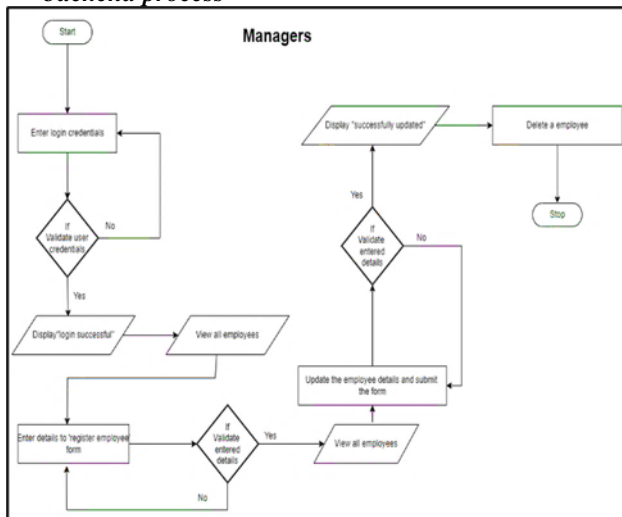 backend process
Managers
Start
Enter login credentials
If
Validate user
credentials
No
Yes
Display"login successful"
View all employees
Enter details to 'register employee'
form
If
Validate
entered
details
Yes
No
View all employees
Update the employee details and submit
the form
If
Validate
entered
details
No
Yes
Display "successfully updated"
Delete a employee
Stop